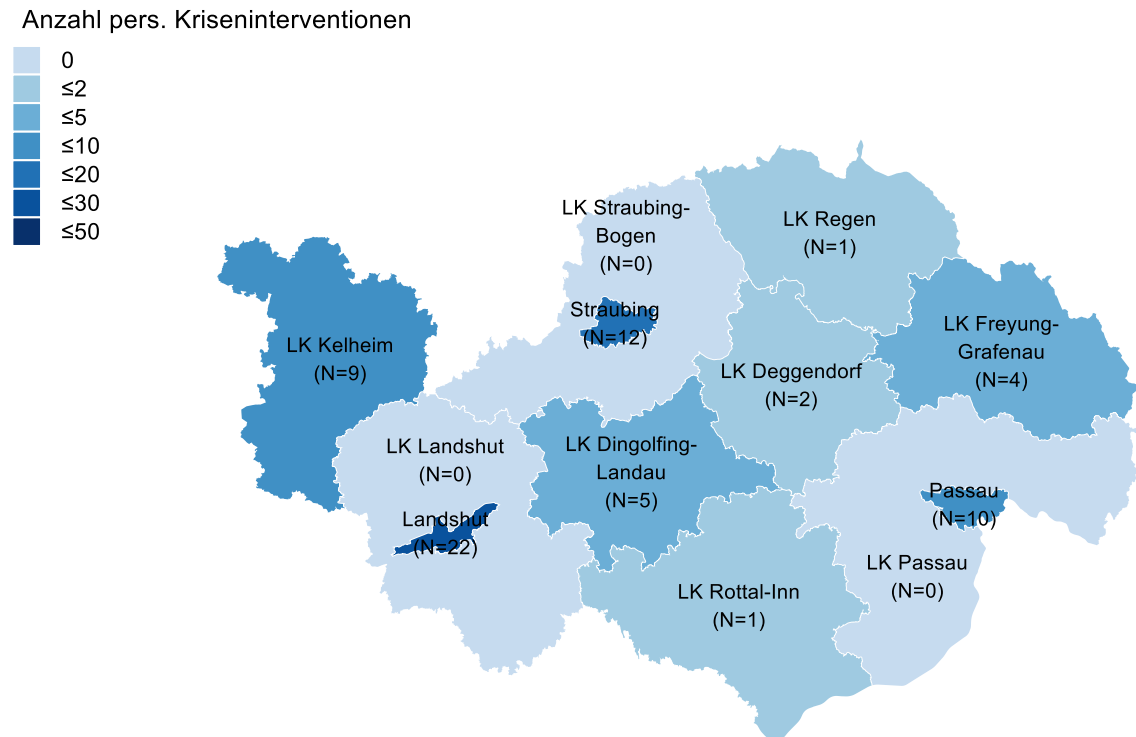 Anzahl pers. Kriseninterventionen
0
≤2
≤5
≤10
≤20
≤30
≤50
LK Straubing-
Bogen
(N=0)
LK Regen
(N=1)
Straubing
(N=12)
LK Kelheim
(N=9)
LK Freyung-
Grafenau
(N=4)
LK Deggendorf
(N=2)
LK Landshut
(N=0)
LK Dingolfing-
Landau
(N=5)
Landshut
(N=22)
Passau
(N=10)
LK Passau
(N=0)
LK Rottal-Inn
(N=1)